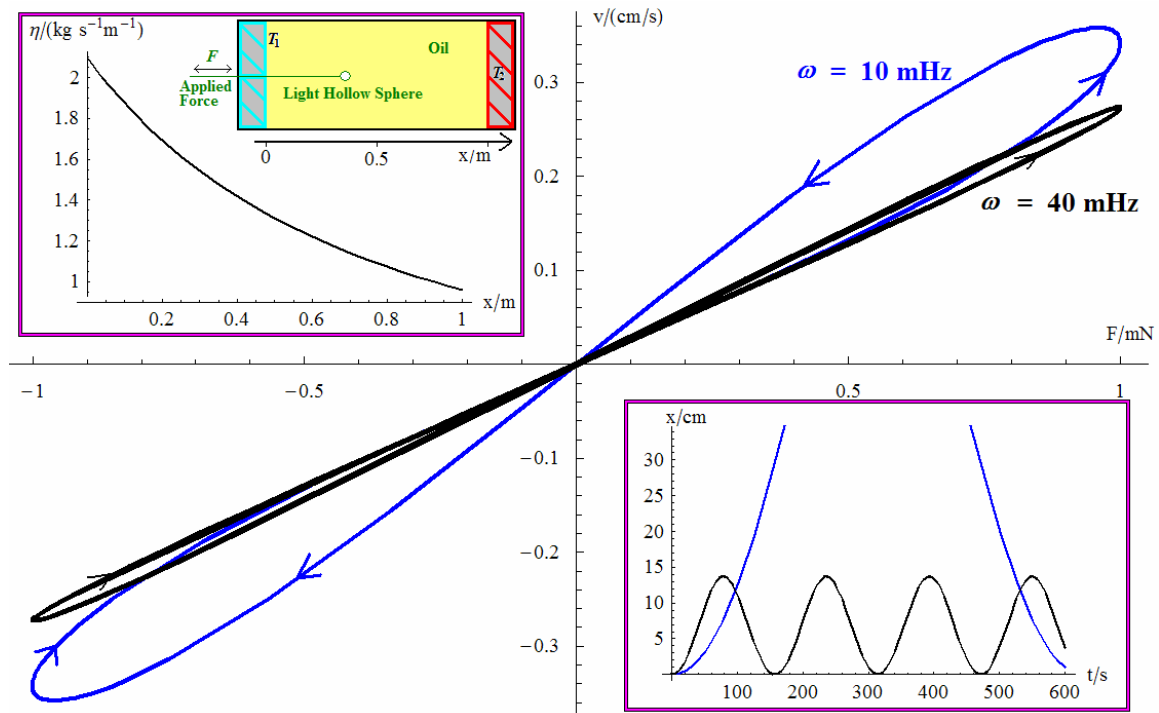 η/(kg s⁻¹m⁻¹)
2
1.8
1.6
1.4
1.2
1
0.2
0.4
0.6
0.8
1
x/m
T₁
Oil
F
T₂
Applied
Force
Light Hollow Sphere
0
0.5
x/m
v/(cm/s)
0.3
0.2
0.1
−0.1
−0.2
−0.3
ω = 10 mHz
ω = 40 mHz
F/mN
−1
−0.5
0.5
1
x/cm
30
25
20
15
10
5
100
200
300
400
500
600
t/s